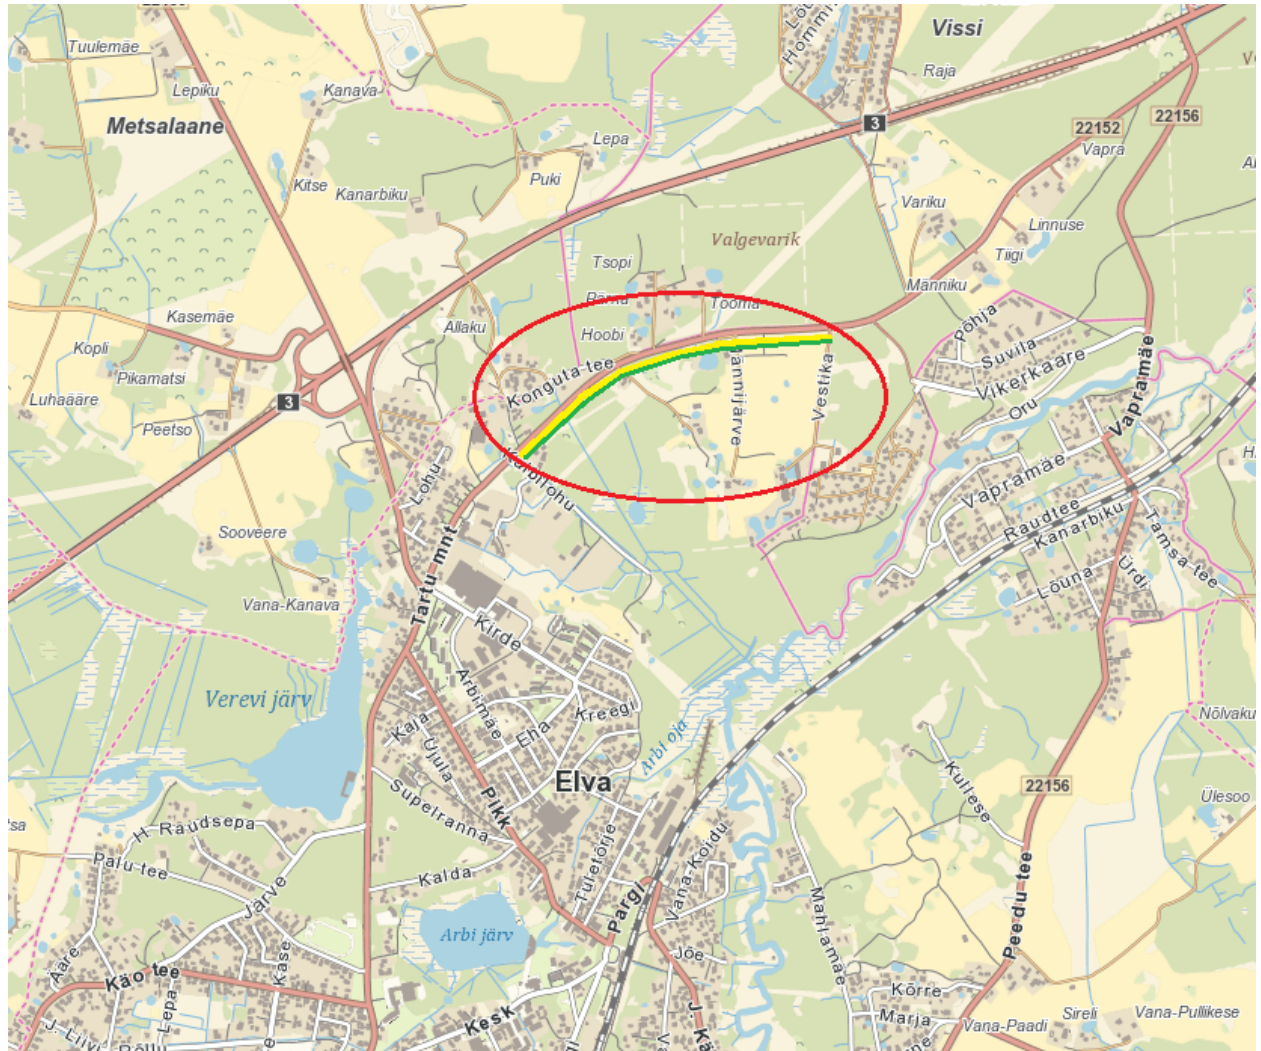 Vissi
Tuulemäe
Lepiku
Kanava
Raja
Metsalaane
3
22152
22156
Lepa
Vapra
Puki
Kitse
Kanarbiku
Variku
Linnuse
Valgevarik
Tiigi
Tsopi
Männiku
Kasemäe
Allaku
Hoobi
Tooma
Põhja
Kopli
Suvila
Pikamatsi
Konguta tee
Vikerkaare
Luhaääre
3
Peetso
Vestika
Oru
Vapramäe
Lohu
Vapramäe
Raudtee
Kanarbiku
Sooveere
Tartu mnt
Tamsa tee
Ürdi
Lõuna
Vana-Kanava
Kirde
Verevi järv
Arbimäe
Kreegi
Kaja
Eha
Nõlvaku
Ujula
Arbi oja
Elva
Kullese
22156
Supelranna
Pikk
Ülesoo
H. Raudsepa
Tuletõrje
Vana-Koidu
Palu tee
Kalda
Järve
Pargi
Mahlamäe
Peedu tee
Arbi järv
Aare
Käo tee
Kase
Jõe
Lepa
Kõrre
Kesk
Marja
Vana-Paadi
Sireli
Vana-Pullikese